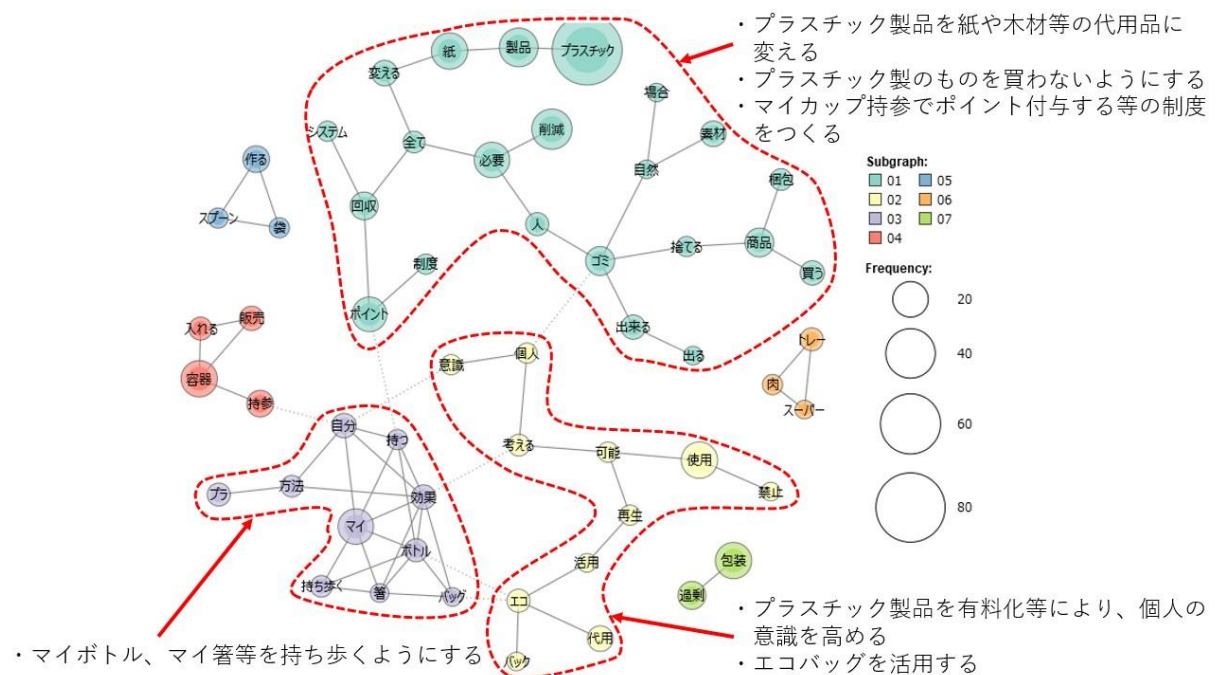 ・プラスチック製品を紙や木材等の代用品に
変える
・プラスチック製のものを買わないようにする
・マイカップ持参でポイント付与する等の制度
をつくる
紙
製品
プラスチック
変える
場合
システム
全て
必要
削減
自然
素材
作る
スプーン
袋
回収
人
ゴミ
捨てる
商品
梱包
買う
制度
ポイント
出来る
出る
Subgraph:
01
02
03
04
05
06
07
Frequency:
20
40
60
80
入れる
販売
容器
持参
意識
個人
トレー
肉
スーパー
自分
持つ
考える
可能
使用
禁止
プラ
方法
効果
マイ
ボトル
再生
活用
持ち歩く
箸
バッグ
エコ
代用
バック
包装
過剰
・マイボトル、マイ箸等を持ち歩くようにする
・プラスチック製品を有料化等により、個人の
意識を高める
・エコバッグを活用する